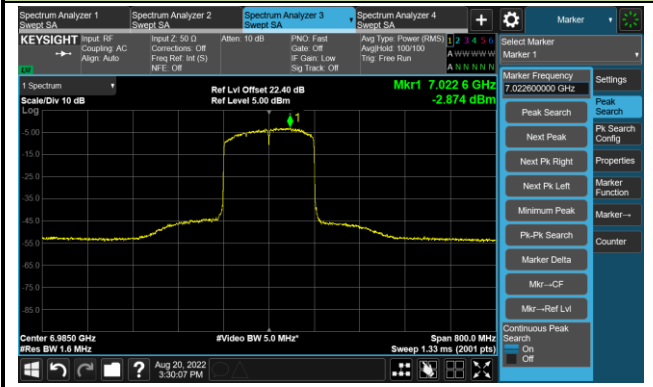 Spectrum Analyzer 1
Swept SA
Spectrum Analyzer 2
Swept SA
Spectrum Analyzer 3
Swept SA
Spectrum Analyzer 4
Swept SA
+
Marker
KEYSIGHT
Input: RF
Coupling: AC
Align: Auto
Input Z: 50 Ω
Corrections: Off
Freq Ref: Int (S)
NFE: Off
Atten: 10 dB
PNO: Fast
Gate: Off
IF Gain: Low
Sig Track: Off
Avg Type: Power (RMS)
Avg|Hold: 100/100
Trig: Free Run
1 2 3 4 5 6
A W W W W W
A N N N N N
Select Marker
Marker 1
LXI
1 Spectrum
Scale/Div 10 dB
Log
Ref Lvl Offset 22.40 dB
Ref Level 5.00 dBm
Mkr1 7.022 6 GHz
-2.874 dBm
1
-5.00
-15.0
-25.0
-35.0
-45.0
-55.0
-65.0
-75.0
-85.0
Center 6.9850 GHz
#Res BW 1.6 MHz
#Video BW 5.0 MHz*
Span 800.0 MHz
Sweep 1.33 ms (2001 pts)
Marker Frequency
7.022600000 GHz
Peak Search
Next Peak
Next Pk Right
Next Pk Left
Minimum Peak
Pk-Pk Search
Marker Delta
Mkr→CF
Mkr→Ref Lvl
Continuous Peak
Search
On
Off
Settings
Peak
Search
Pk Search
Config
Properties
Marker
Function
Marker→
Counter
?
Aug 20, 2022
3:30:07 PM